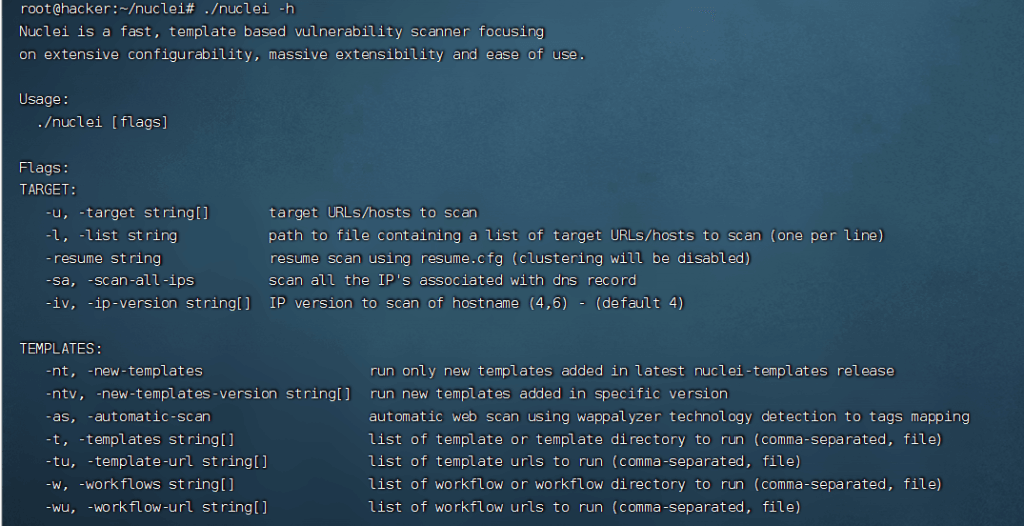 root@hacker:~/nuclei# ./nuclei -h
Nuclei is a fast, template based vulnerability scanner focusing
on extensive configurability, massive extensibility and ease of use.
Usage:
./nuclei [flags]
Flags:
TARGET:
-u, -target string[] target URLs/hosts to scan
-l, -list string path to file containing a list of target URLs/hosts to scan (one per line)
-resume string resume scan using resume.cfg (clustering will be disabled)
-sa, -scan-all-ips scan all the IP's associated with dns record
-iv, -ip-version string[] IP version to scan of hostname (4,6) - (default 4)
TEMPLATES:
-nt, -new-templates run only new templates added in latest nuclei-templates release
-ntv, -new-templates-version string[] run new templates added in specific version
-as, -automatic-scan automatic web scan using wappalyzer technology detection to tags mapping
-t, -templates string[] list of template or template directory to run (comma-separated, file)
-tu, -template-url string[] list of template urls to run (comma-separated, file)
-w, -workflows string[] list of workflow or workflow directory to run (comma-separated, file)
-wu, -workflow-url string[] list of workflow urls to run (comma-separated, file)